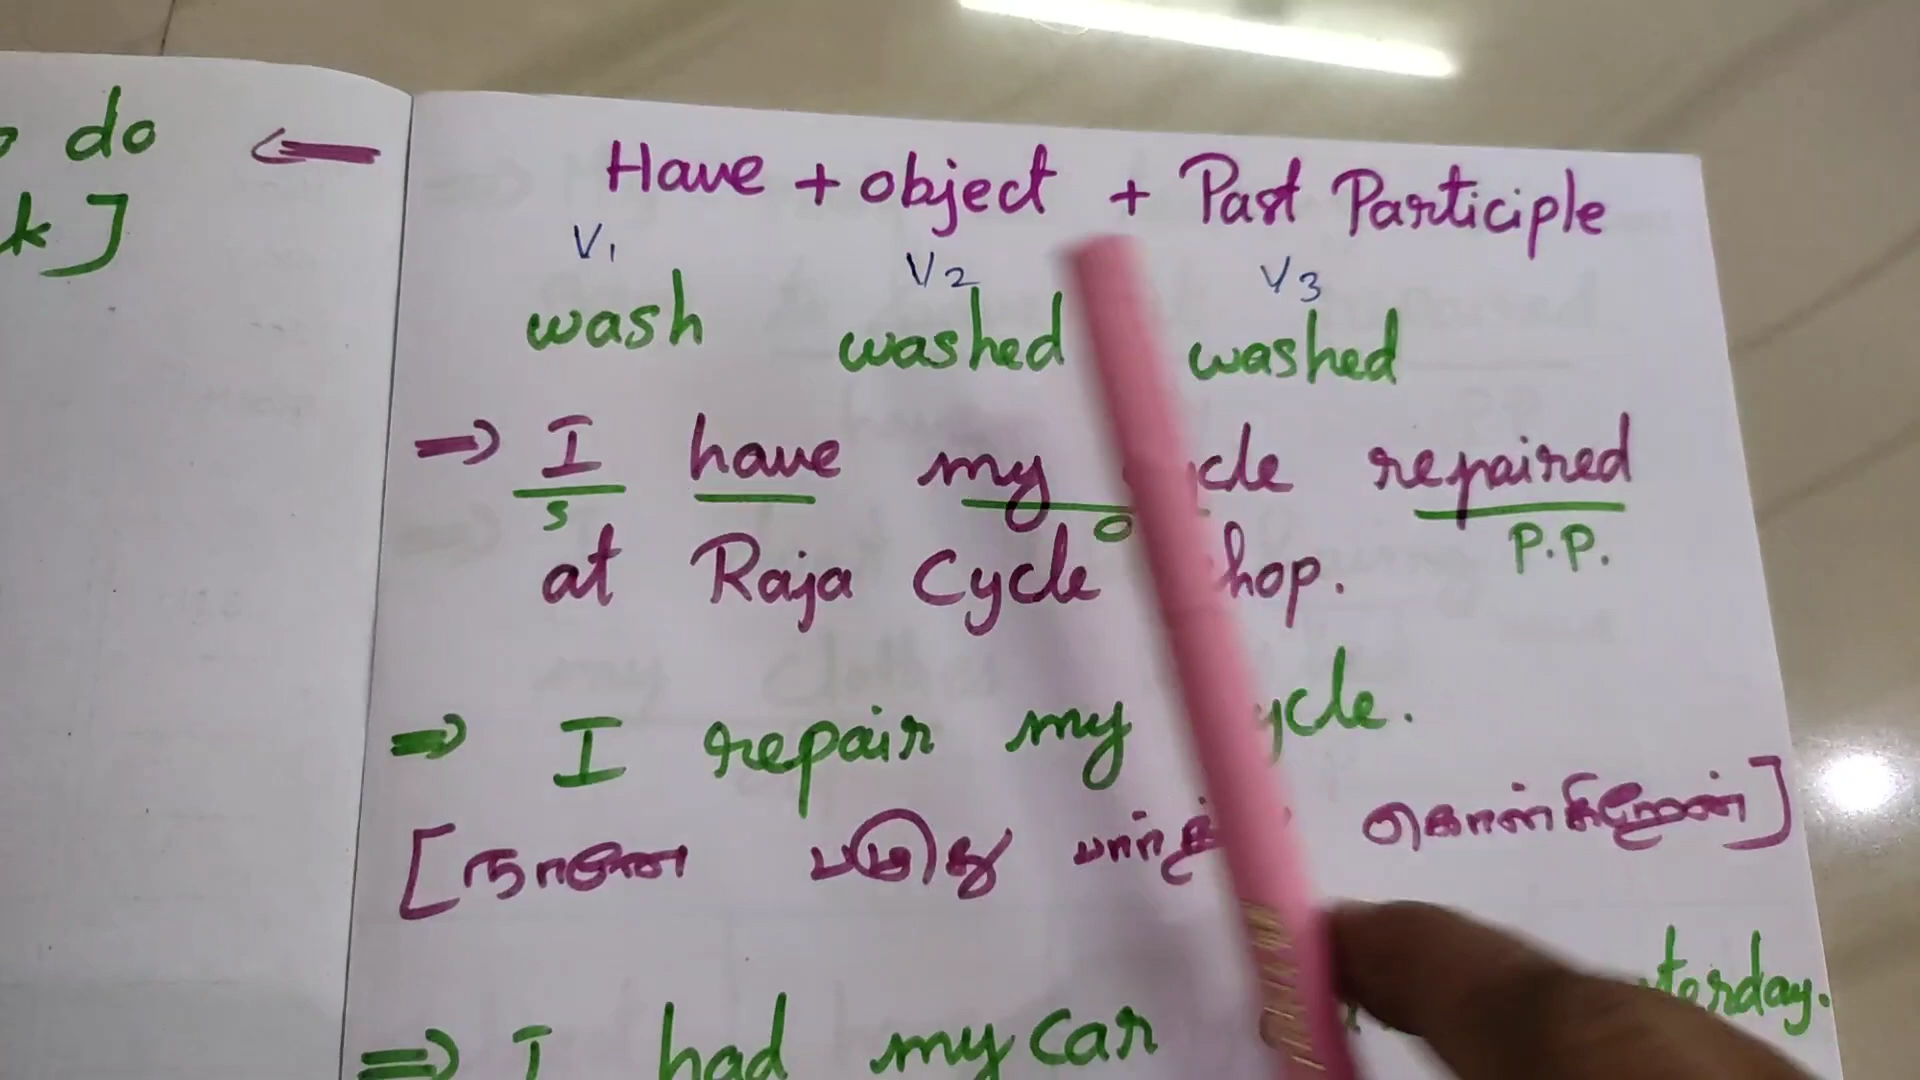 do
k]
Have + object + Past Participle
V1 V2 V3
wash washed washed
⇒ I have my cle repaired
S O P.P.
at Raja Cycle hop.
⇒ I repair my ycle.
[நானே பழுது பார்த் கொள்கிறேன்]
⇒ I had my car terday.